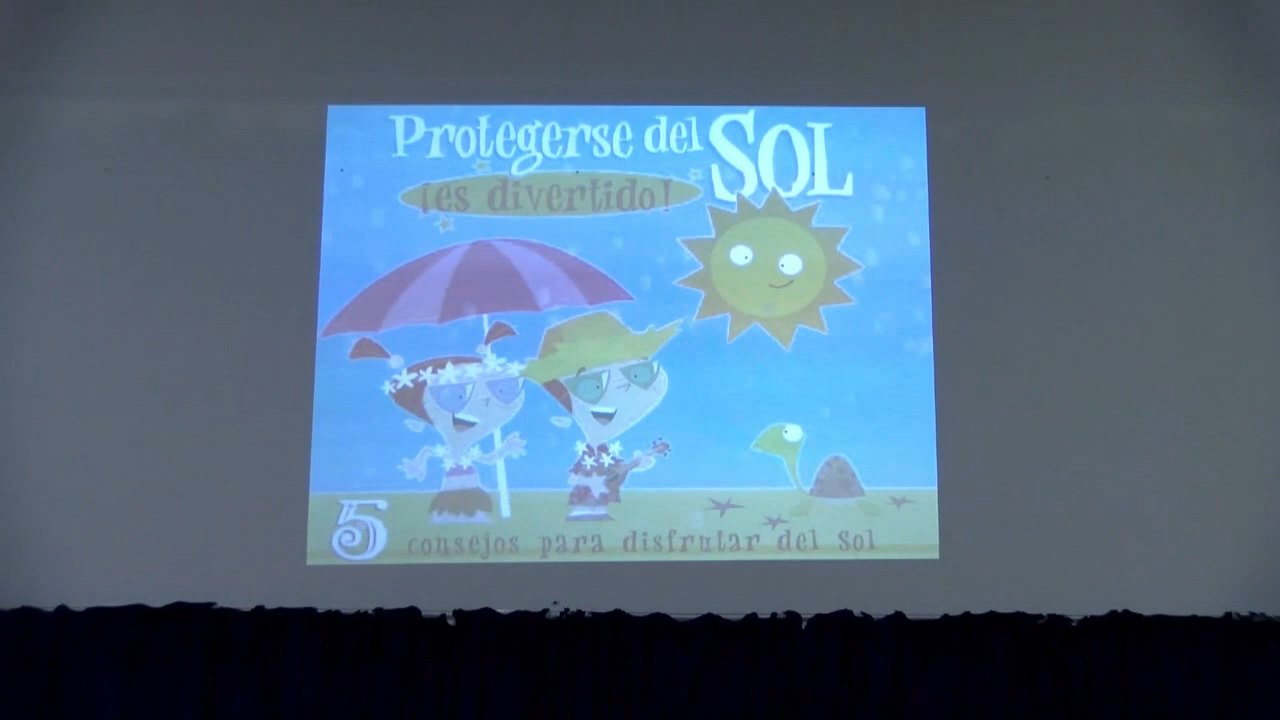 Protegerse del SOL
¡es divertido!
5 consejos para disfrutar del Sol